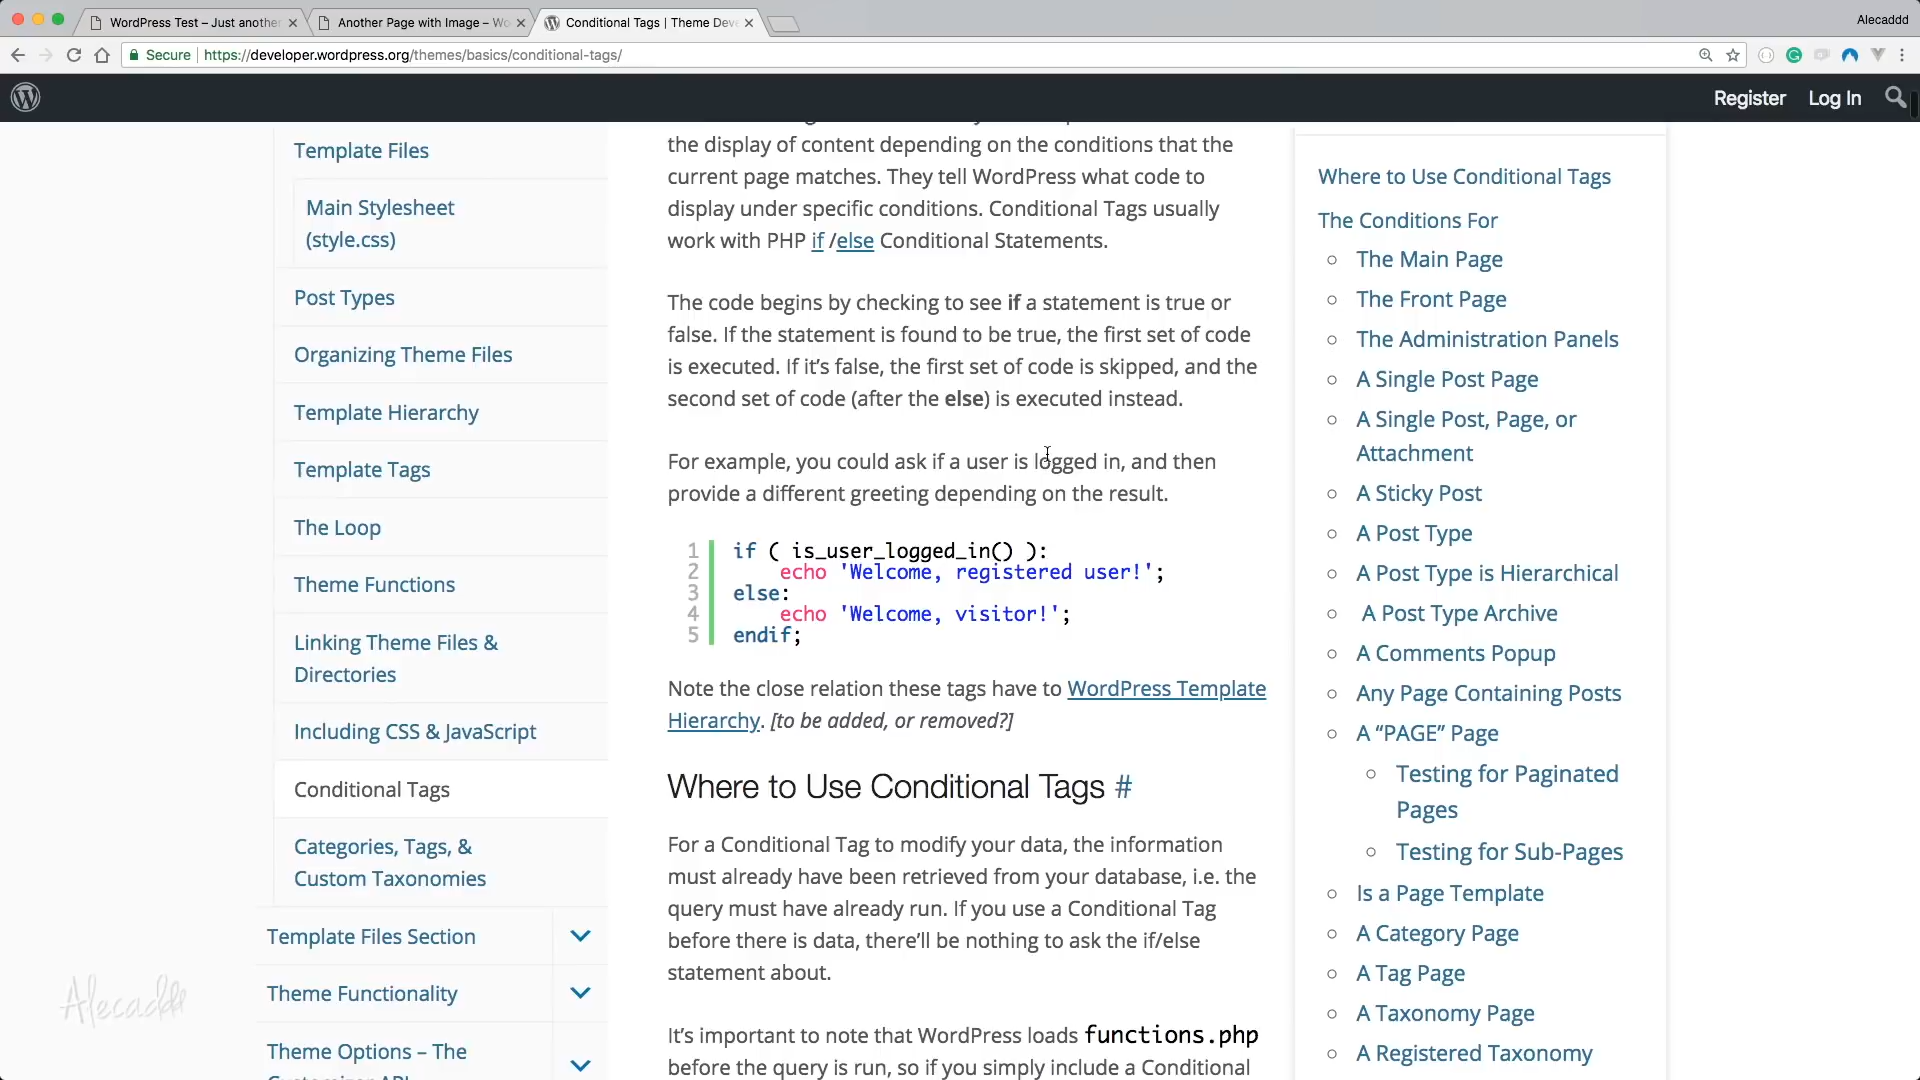 WordPress Test – Just another
Another Page with Image – Wo
Conditional Tags | Theme Deve
Alecaddd
Secure
https://developer.wordpress.org/themes/basics/conditional-tags/
Register
Log In
Template Files
Main Stylesheet
(style.css)
Post Types
Organizing Theme Files
Template Hierarchy
Template Tags
The Loop
Theme Functions
Linking Theme Files &
Directories
Including CSS & JavaScript
Conditional Tags
Categories, Tags, &
Custom Taxonomies
Template Files Section
Theme Functionality
Theme Options – The
Customizer API
the display of content depending on the conditions that the
current page matches. They tell WordPress what code to
display under specific conditions. Conditional Tags usually
work with PHP if /else Conditional Statements.
The code begins by checking to see if a statement is true or
false. If the statement is found to be true, the first set of code
is executed. If it’s false, the first set of code is skipped, and the
second set of code (after the else) is executed instead.
For example, you could ask if a user is logged in, and then
provide a different greeting depending on the result.
1 if ( is_user_logged_in() ):
2 echo 'Welcome, registered user!';
3 else:
4 echo 'Welcome, visitor!';
5 endif;
Note the close relation these tags have to WordPress Template
Hierarchy. [to be added, or removed?]
Where to Use Conditional Tags #
For a Conditional Tag to modify your data, the information
must already have been retrieved from your database, i.e. the
query must have already run. If you use a Conditional Tag
before there is data, there’ll be nothing to ask the if/else
statement about.
It’s important to note that WordPress loads functions.php
before the query is run, so if you simply include a Conditional
Where to Use Conditional Tags
The Conditions For
The Main Page
The Front Page
The Administration Panels
A Single Post Page
A Single Post, Page, or
Attachment
A Sticky Post
A Post Type
A Post Type is Hierarchical
A Post Type Archive
A Comments Popup
Any Page Containing Posts
A “PAGE” Page
Testing for Paginated
Pages
Testing for Sub-Pages
Is a Page Template
A Category Page
A Tag Page
A Taxonomy Page
A Registered Taxonomy
Alecaddd